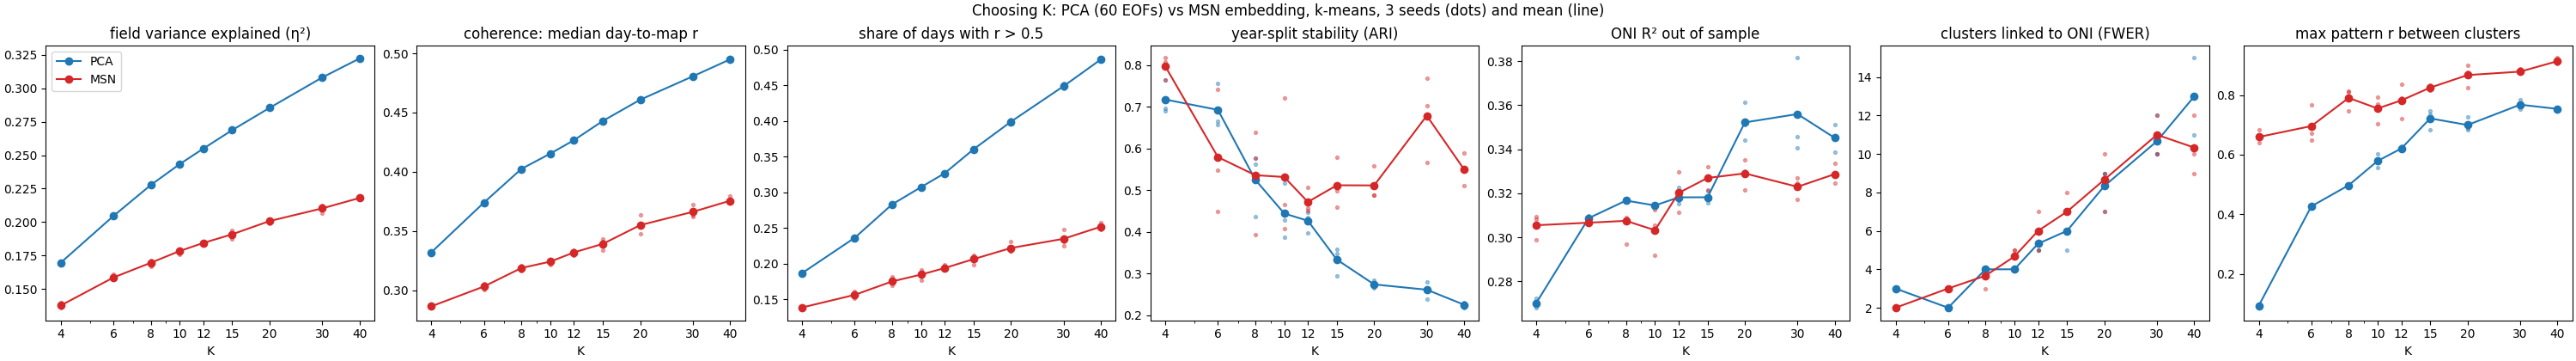 Choosing K: PCA (60 EOFs) vs MSN embedding, k-means, 3 seeds (dots) and mean (line)
field variance explained (η²)
PCA
MSN
0.325
0.300
0.275
0.250
0.225
0.200
0.175
0.150
4 6 8 10 12 15 20 30 40
K
coherence: median day-to-map r
0.50
0.45
0.40
0.35
0.30
4 6 8 10 12 15 20 30 40
K
share of days with r > 0.5
0.50
0.45
0.40
0.35
0.30
0.25
0.20
0.15
4 6 8 10 12 15 20 30 40
K
year-split stability (ARI)
0.8
0.7
0.6
0.5
0.4
0.3
0.2
4 6 8 10 12 15 20 30 40
K
ONI R² out of sample
0.38
0.36
0.34
0.32
0.30
0.28
4 6 8 10 12 15 20 30 40
K
clusters linked to ONI (FWER)
14
12
10
8
6
4
2
4 6 8 10 12 15 20 30 40
K
max pattern r between clusters
0.8
0.6
0.4
0.2
4 6 8 10 12 15 20 30 40
K